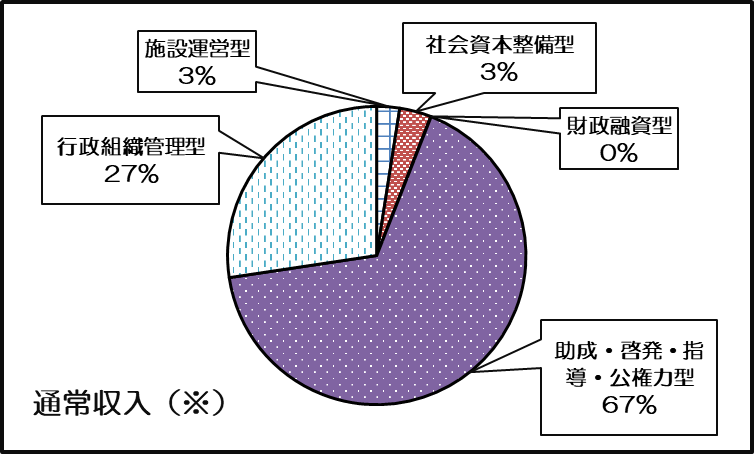 施設運営型
3%
社会資本整備型
3%
財政融資型
0%
行政組織管理型
27%
助成・啓発・指
導・公権力型
67%
通常収入（※）